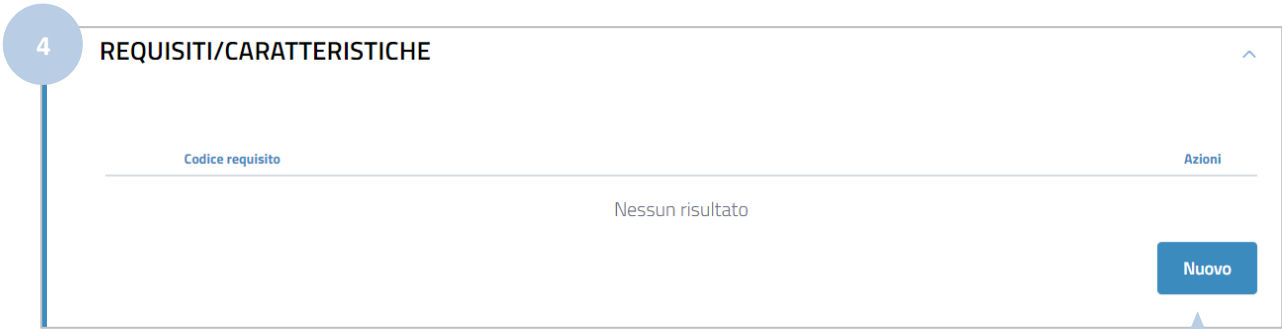 4
REQUISITI/CARATTERISTICHE
Codice requisito Azioni
Nessun risultato
Nuovo